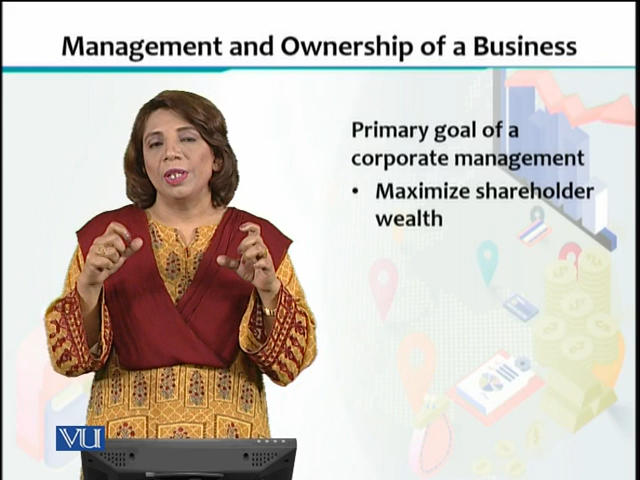 Management and Ownership of a Business
Primary goal of a
corporate management
• Maximize shareholder
wealth
VU